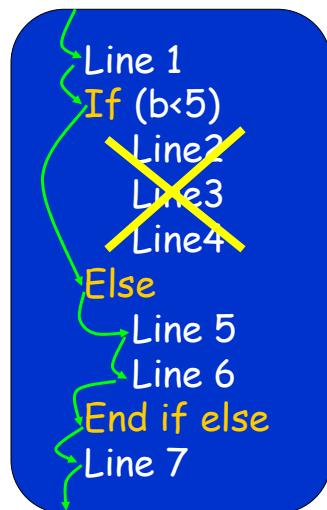 Line 1
If (b<5)
Line2
Line3
Line4
Else
Line 5
Line 6
End if else
Line 7